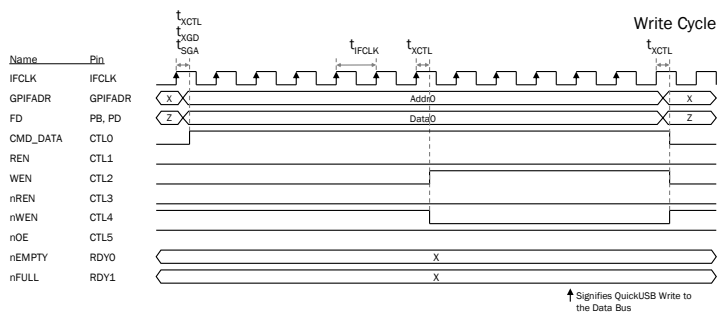 Write Cycle
tXCTL
tXGD
tSGA
tIFCLK
tXCTL
tXCTL
Name Pin
IFCLK IFCLK
GPIFADR GPIFADR X Addr0 X
FD PB, PD Z Data0 Z
CMD_DATA CTL0
REN CTL1
WEN CTL2
nREN CTL3
nWEN CTL4
nOE CTL5
nEMPTY RDY0 X
nFULL RDY1 X
Signifies QuickUSB Write to
the Data Bus